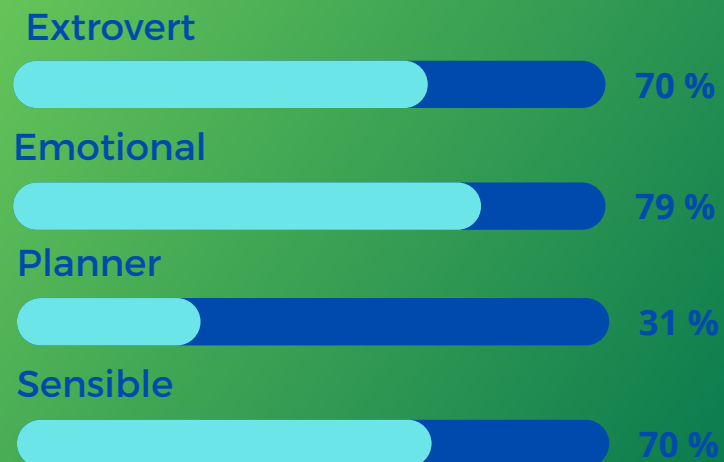 Extrovert
70 %
Emotional
79 %
Planner
31 %
Sensible
70 %